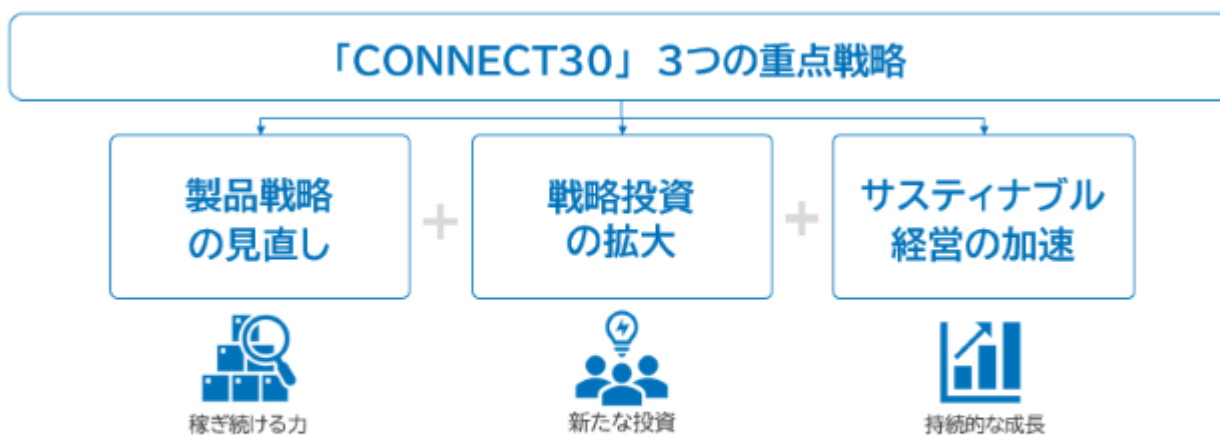 「CONNECT30」 3つの重点戦略
製品戦略
の見直し
+
戦略投資
の拡大
+
サスティナブル
経営の加速
稼ぎ続ける力
新たな投資
持続的な成長